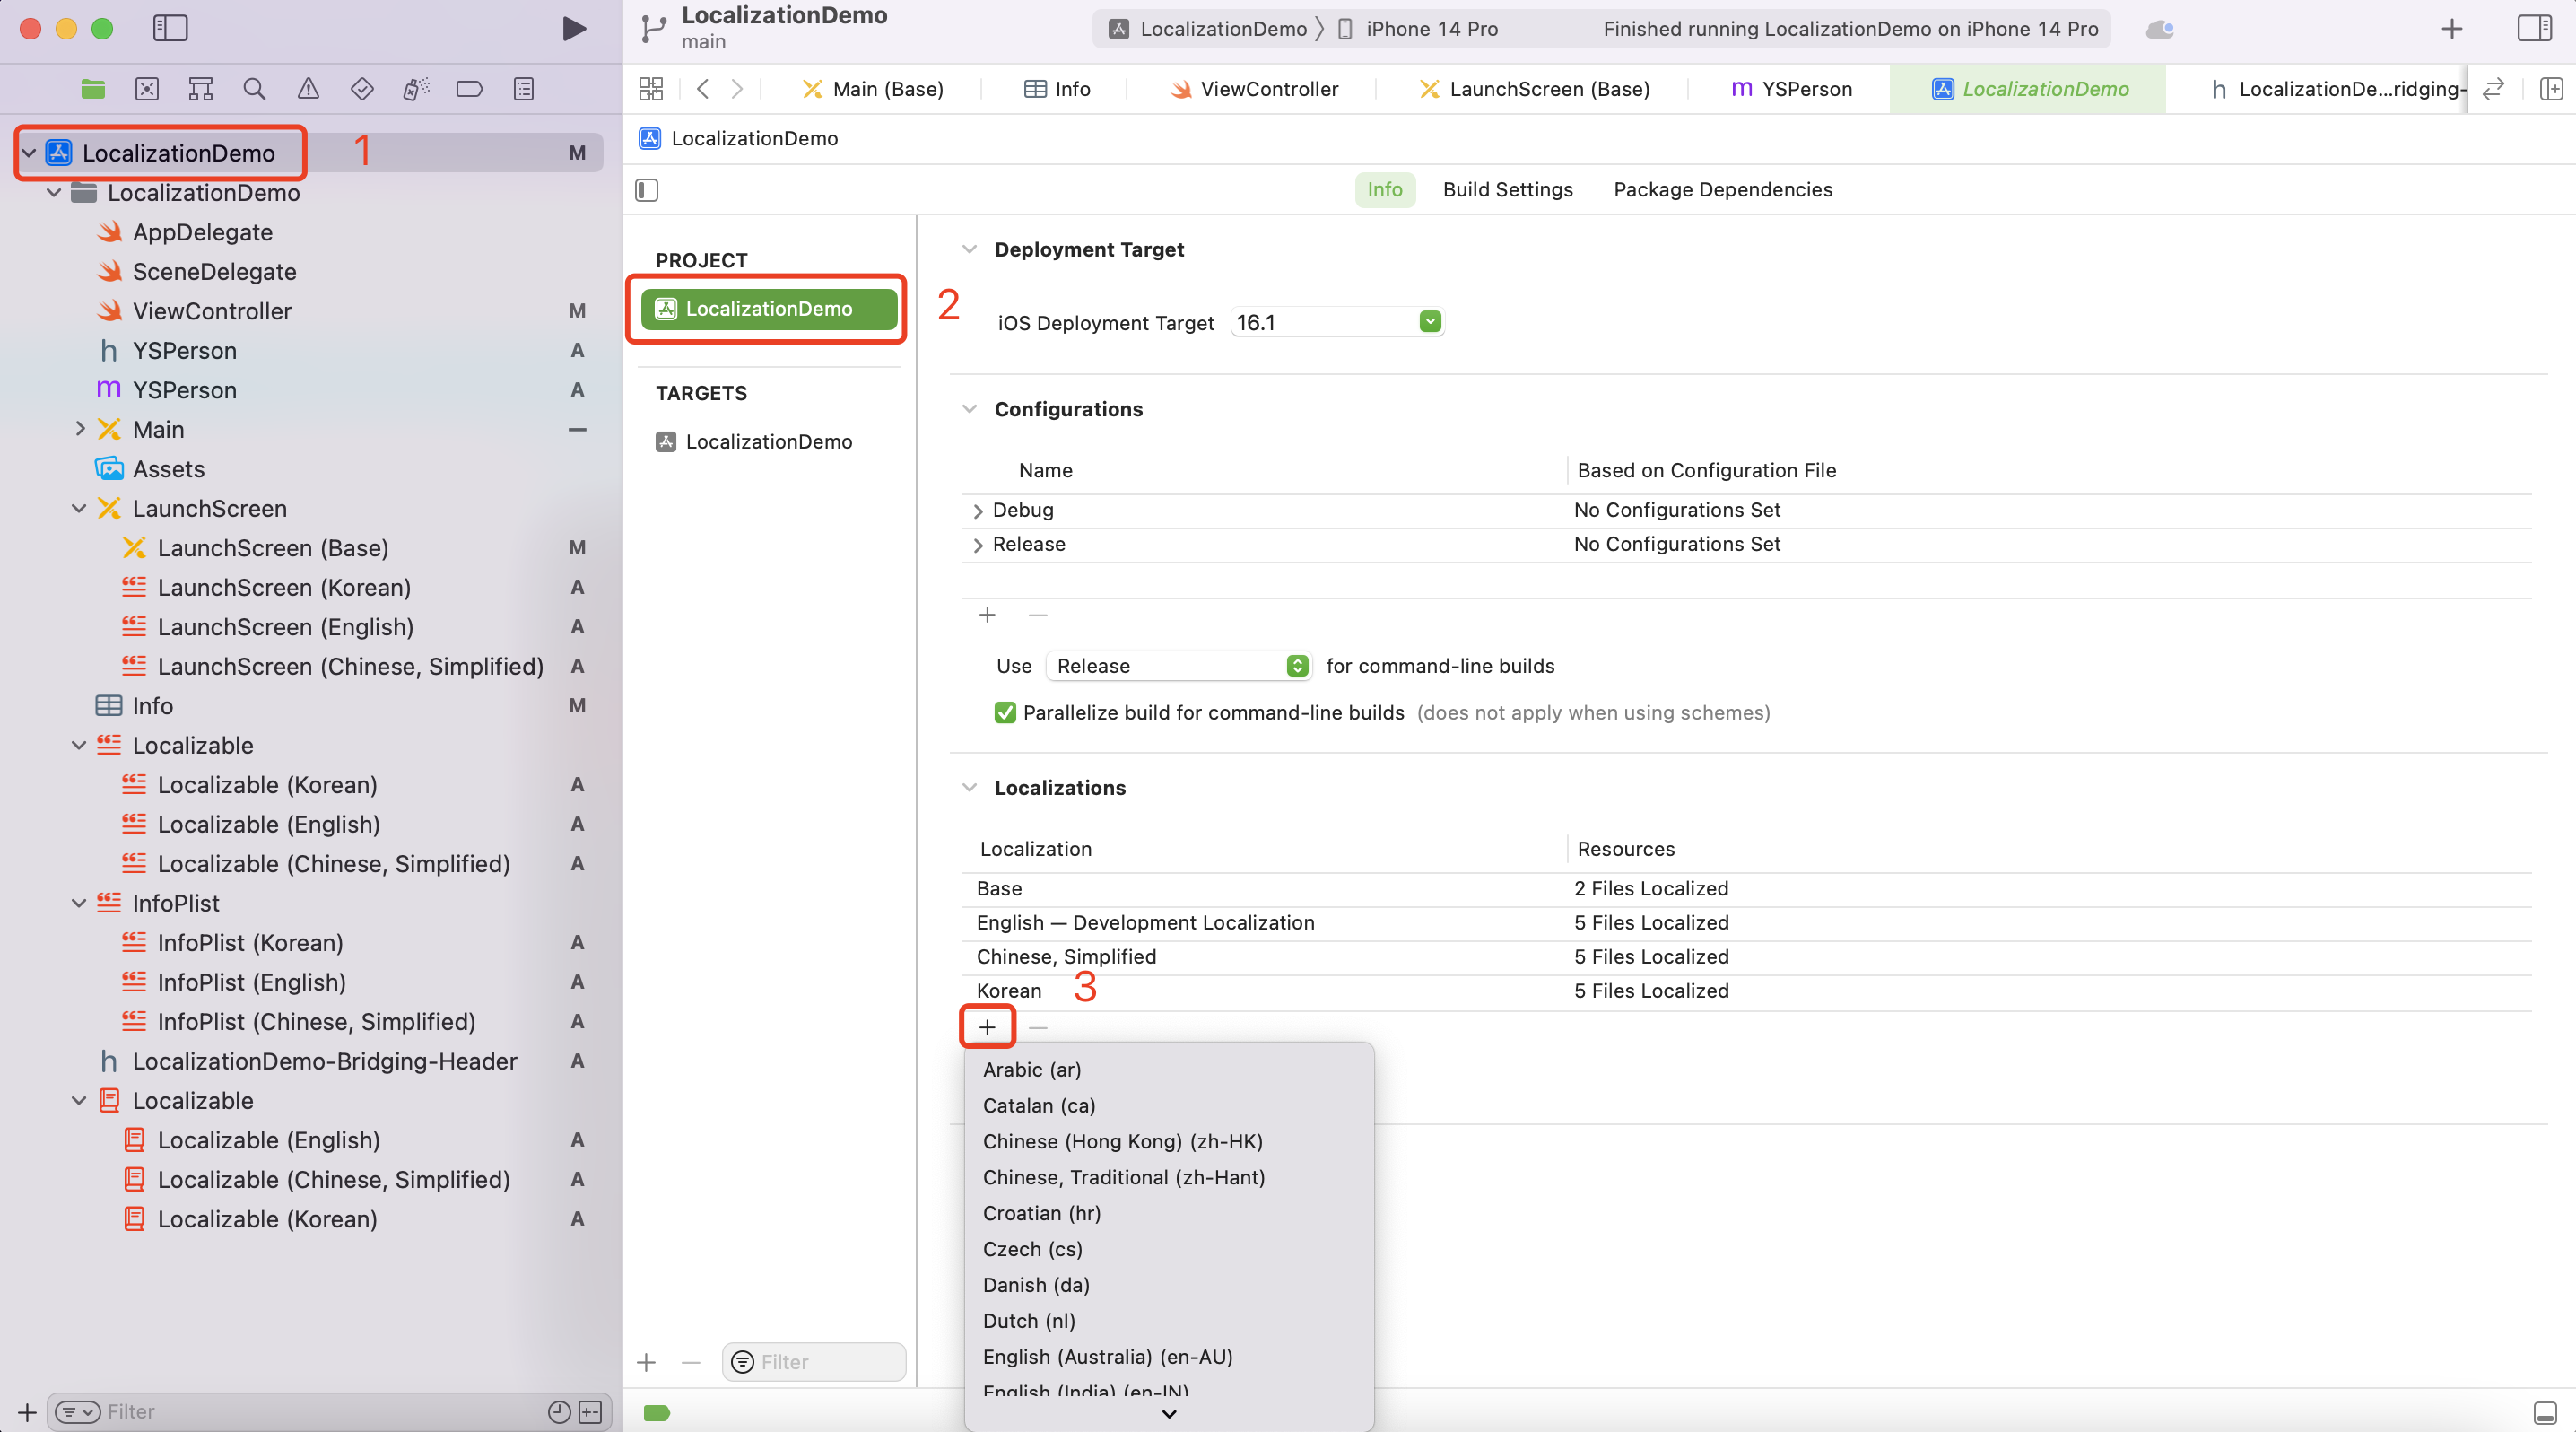 LocalizationDemo
main
LocalizationDemo
iPhone 14 Pro
Finished running LocalizationDemo on iPhone 14 Pro
Main (Base)
Info
ViewController
LaunchScreen (Base)
m YSPerson
LocalizationDemo
h LocalizationDe...ridging-
LocalizationDemo
1
M
LocalizationDemo
AppDelegate
SceneDelegate
ViewController M
h YSPerson A
m YSPerson A
Main
Assets
LaunchScreen
LaunchScreen (Base) M
LaunchScreen (Korean) A
LaunchScreen (English) A
LaunchScreen (Chinese, Simplified) A
Info M
Localizable
Localizable (Korean) A
Localizable (English) A
Localizable (Chinese, Simplified) A
InfoPlist
InfoPlist (Korean) A
InfoPlist (English) A
InfoPlist (Chinese, Simplified) A
h LocalizationDemo-Bridging-Header A
Localizable
Localizable (English) A
Localizable (Chinese, Simplified) A
Localizable (Korean) A
Filter
LocalizationDemo
Info
Build Settings
Package Dependencies
PROJECT
LocalizationDemo
2
TARGETS
LocalizationDemo
Filter
Deployment Target
iOS Deployment Target 16.1
Configurations
Name Based on Configuration File
Debug No Configurations Set
Release No Configurations Set
Use Release for command-line builds
Parallelize build for command-line builds (does not apply when using schemes)
Localizations
Localization Resources
Base 2 Files Localized
English — Development Localization 5 Files Localized
Chinese, Simplified 5 Files Localized
Korean 5 Files Localized
3
Arabic (ar)
Catalan (ca)
Chinese (Hong Kong) (zh-HK)
Chinese, Traditional (zh-Hant)
Croatian (hr)
Czech (cs)
Danish (da)
Dutch (nl)
English (Australia) (en-AU)
English (India) (en-IN)